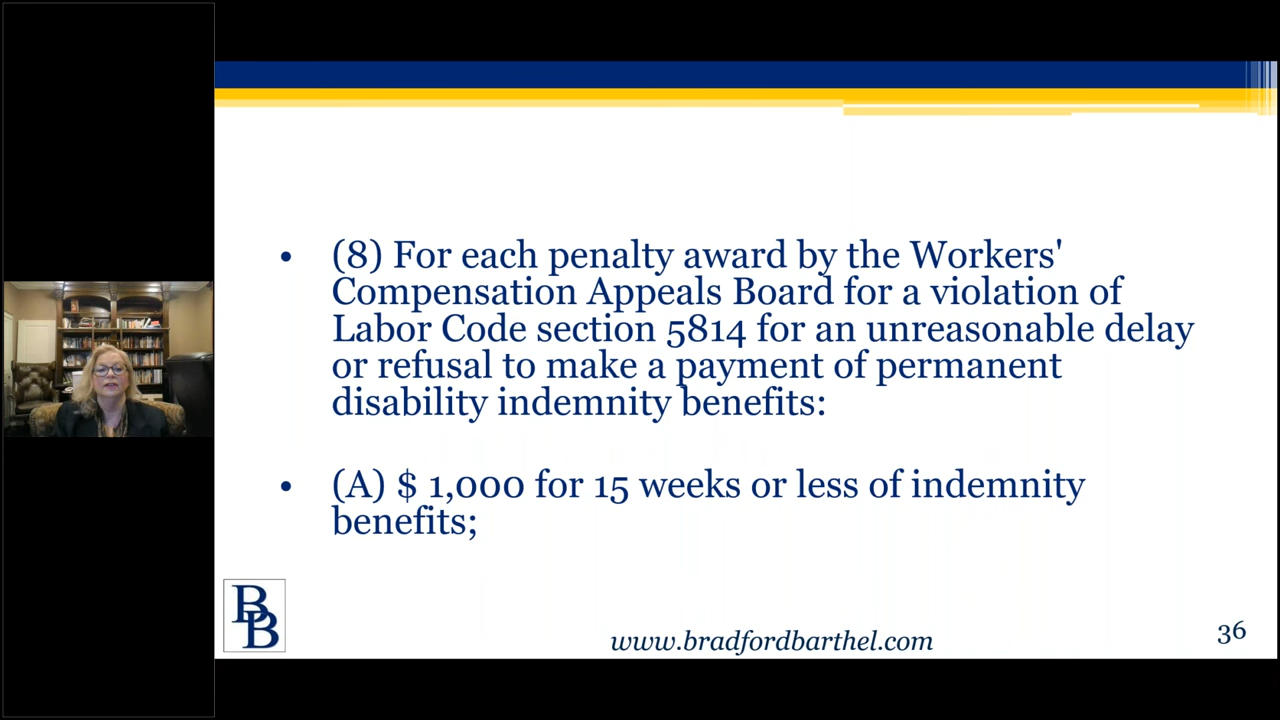 • (8) For each penalty award by the Workers'
Compensation Appeals Board for a violation of
Labor Code section 5814 for an unreasonable delay
or refusal to make a payment of permanent
disability indemnity benefits:
• (A) $ 1,000 for 15 weeks or less of indemnity
benefits;
BB
www.bradfordbarthel.com
36